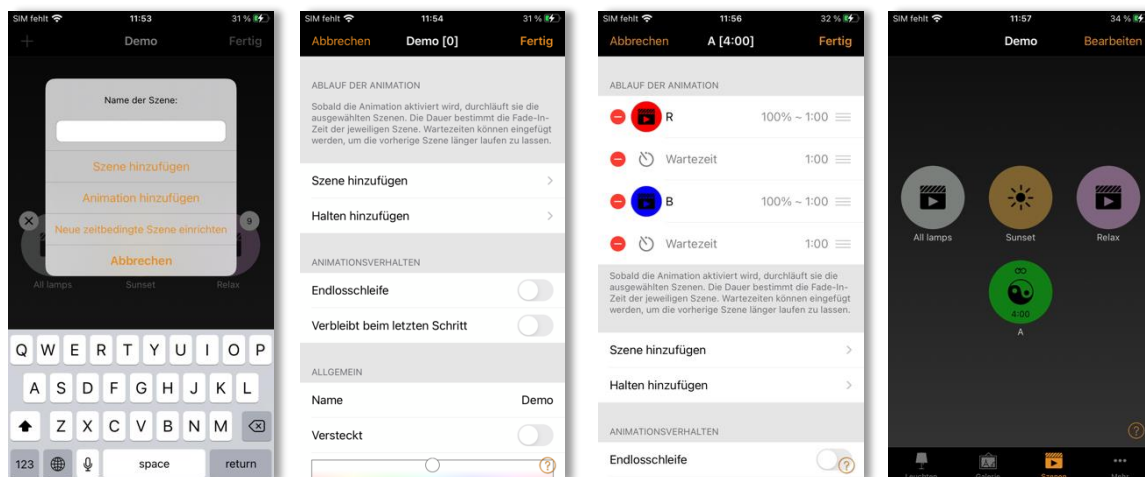 SIM fehlt 11:53 31 %
Demo Fertig
Name der Szene:
Szene hinzufügen
Animation hinzufügen
Neue zeitbedingte Szene einrichten
9
Abbrechen
All lamps Sunset Relax
Q W E R T Y U I O P
A S D F G H J K L
Z X C V B N M
123 space return
SIM fehlt 11:54 31 %
Abbrechen Demo [0] Fertig
ABLAUF DER ANIMATION
Sobald die Animation aktiviert wird, durchläuft sie die
ausgewählten Szenen. Die Dauer bestimmt die Fade-In-
Zeit der jeweiligen Szene. Wartezeiten können eingefügt
werden, um die vorherige Szene länger laufen zu lassen.
Szene hinzufügen
Halten hinzufügen
ANIMATIONSVERHALTEN
Endlosschleife
Verbleibt beim letzten Schritt
ALLGEMEIN
Name Demo
Versteckt
?
SIM fehlt 11:56 32 %
Abbrechen A [4:00] Fertig
ABLAUF DER ANIMATION
R 100% ~ 1:00
Wartezeit 1:00
B 100% ~ 1:00
Wartezeit 1:00
Sobald die Animation aktiviert wird, durchläuft sie die
ausgewählten Szenen. Die Dauer bestimmt die Fade-In-
Zeit der jeweiligen Szene. Wartezeiten können eingefügt
werden, um die vorherige Szene länger laufen zu lassen.
Szene hinzufügen
Halten hinzufügen
ANIMATIONSVERHALTEN
Endlosschleife
?
SIM fehlt 11:57 34 %
Demo Bearbeiten
All lamps Sunset Relax
∞
4:00
A
?
Leuchten Galerie Szenen Mehr